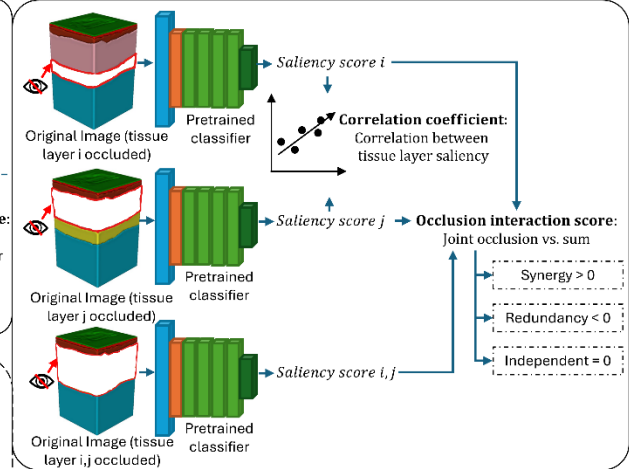 Saliency score i
Original Image (tissue
layer i occluded)
Pretrained
classifier
Correlation coefficient:
Correlation between
tissue layer saliency
e:
r
Saliency score j
Occlusion interaction score:
Joint occlusion vs. sum
Original Image (tissue
layer j occluded)
Pretrained
classifier
Synergy > 0
Redundancy < 0
Independent = 0
Saliency score i, j
Original Image (tissue
layer i,j occluded)
Pretrained
classifier